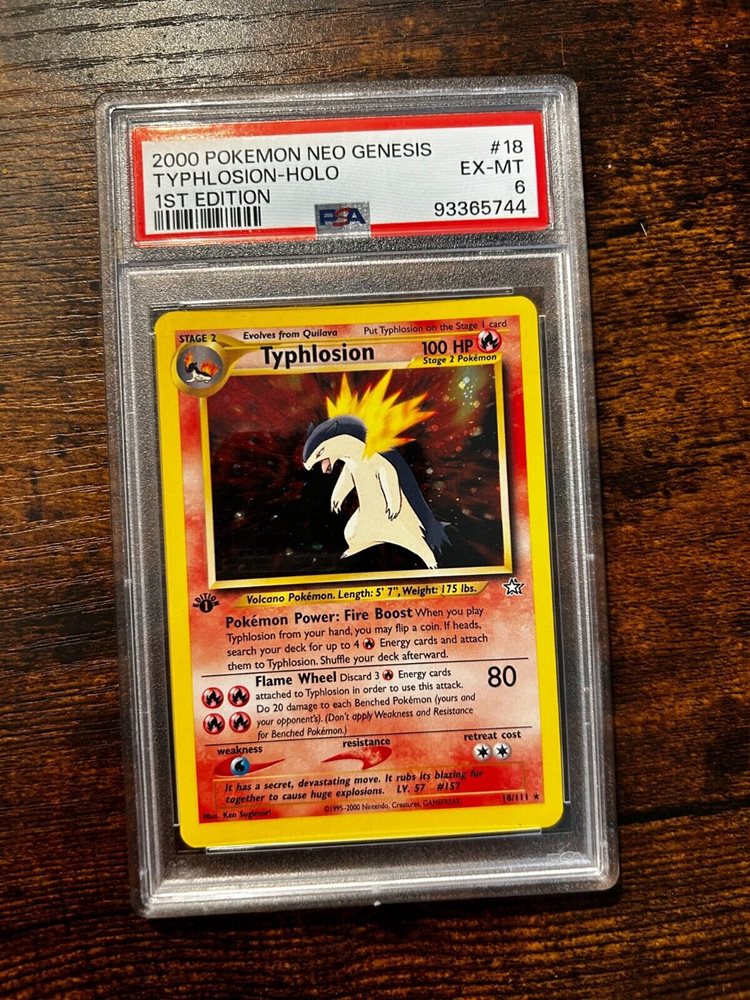 2000 POKEMON NEO GENESIS #18
TYPHLOSION-HOLO EX-MT
1ST EDITION 6
PSA 93365744
STAGE 2 Evolves from Quilava Put Typhlosion on the Stage 1 card
Typhlosion 100 HP
Stage 2 Pokémon
EDITION
1
Volcano Pokémon. Length: 5' 7", Weight: 175 lbs.
Pokémon Power: Fire Boost When you play
Typhlosion from your hand, you may flip a coin. If heads,
search your deck for up to 4 Energy cards and attach
them to Typhlosion. Shuffle your deck afterward.
Flame Wheel Discard 3 Energy cards
attached to Typhlosion in order to use this attack. 80
Do 20 damage to each Benched Pokémon (yours and
your opponent's). (Don't apply Weakness and Resistance
for Benched Pokémon.)
weakness resistance retreat cost
It has a secret, devastating move. It rubs its blazing fur
together to cause huge explosions. LV. 57 #157
Illus. Ken Sugimori ©1995-2000 Nintendo, Creatures, GAMEFREAK. 18/111 ★